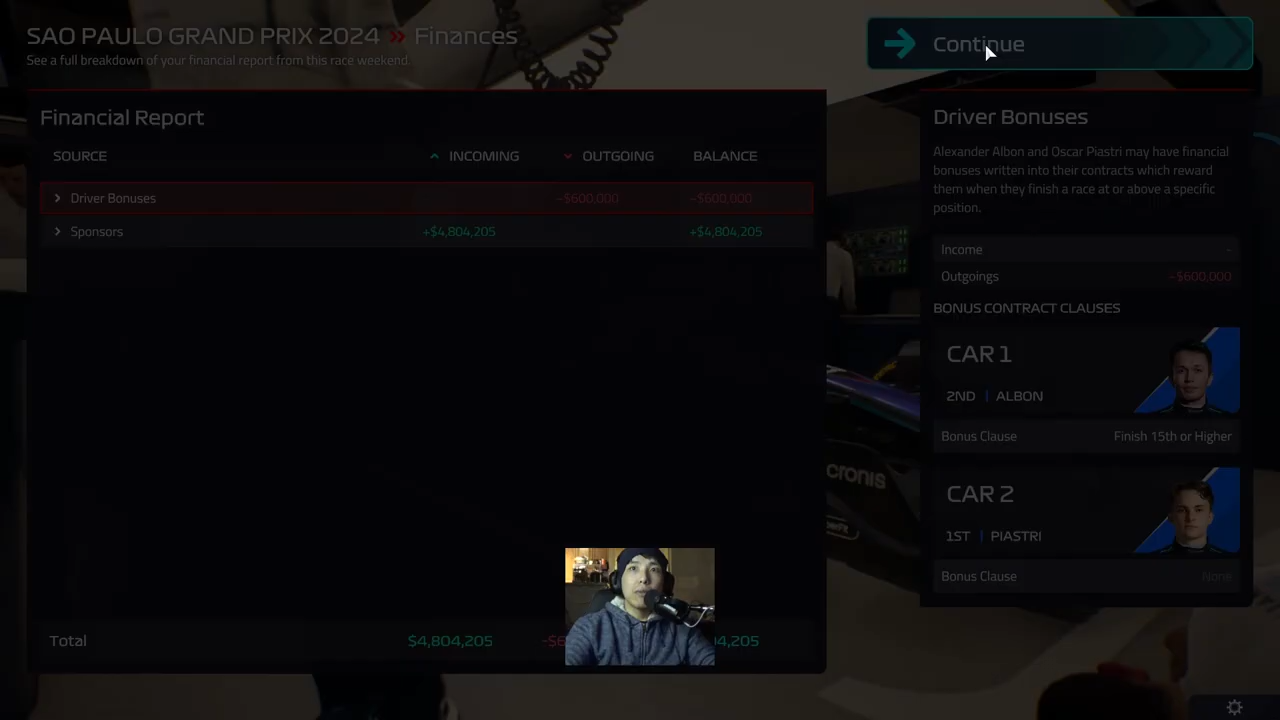 SAO PAULO GRAND PRIX 2024 » Finances
See a full breakdown of your financial report from this race weekend.
Continue
Financial Report
SOURCE INCOMING OUTGOING BALANCE
Driver Bonuses -$600,000 -$600,000
Sponsors +$4,804,205 +$4,804,205
Total $4,804,205 -$6 04,205
Driver Bonuses
Alexander Albon and Oscar Piastri may have financial
bonuses written into their contracts which reward
them when they finish a race at or above a specific
position.
Income -
Outgoings -$600,000
BONUS CONTRACT CLAUSES
CAR 1
2ND | ALBON
Bonus Clause Finish 15th or Higher
CAR 2
1ST | PIASTRI
Bonus Clause None
cronis